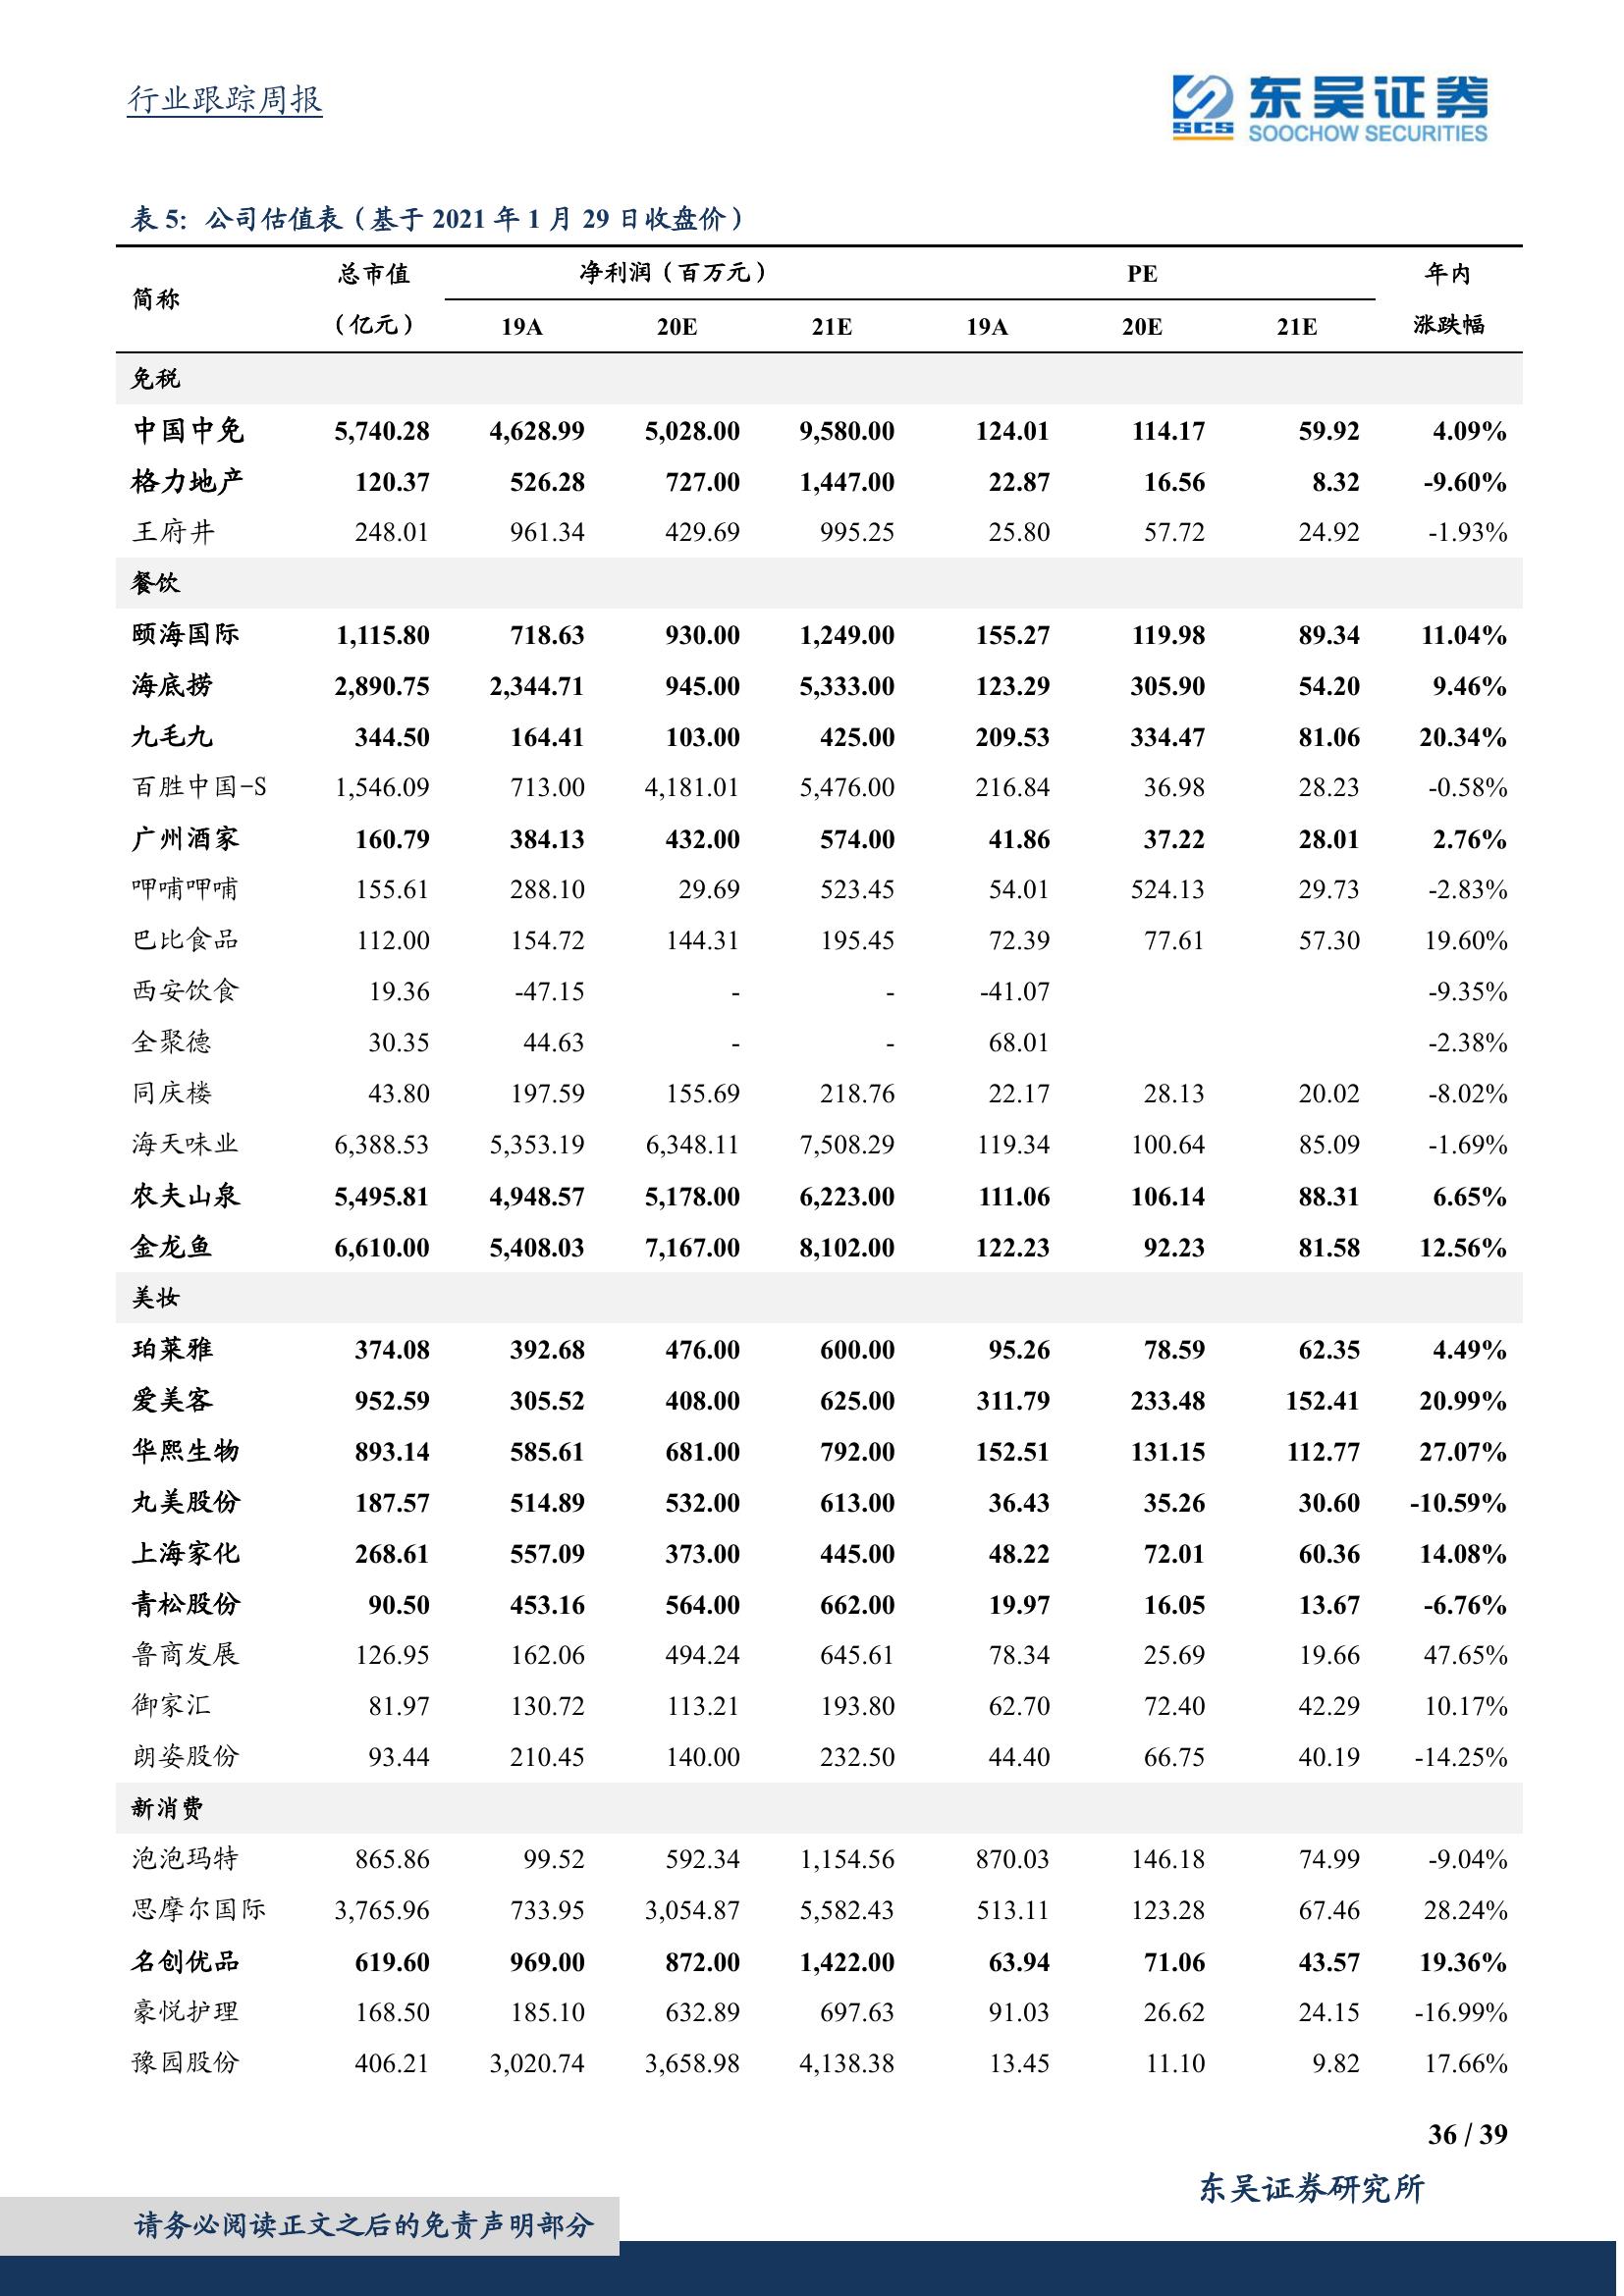 行业跟踪周报
SCS 东吴证券
SOOCHOW SECURITIES
表 5: 公司估值表（基于 2021 年 1 月 29 日收盘价）
简称 总市值（亿元） 净利润（百万元） PE 年内涨跌幅
19A 20E 21E 19A 20E 21E
免税
中国中免 5,740.28 4,628.99 5,028.00 9,580.00 124.01 114.17 59.92 4.09%
格力地产 120.37 526.28 727.00 1,447.00 22.87 16.56 8.32 -9.60%
王府井 248.01 961.34 429.69 995.25 25.80 57.72 24.92 -1.93%
餐饮
颐海国际 1,115.80 718.63 930.00 1,249.00 155.27 119.98 89.34 11.04%
海底捞 2,890.75 2,344.71 945.00 5,333.00 123.29 305.90 54.20 9.46%
九毛九 344.50 164.41 103.00 425.00 209.53 334.47 81.06 20.34%
百胜中国-S 1,546.09 713.00 4,181.01 5,476.00 216.84 36.98 28.23 -0.58%
广州酒家 160.79 384.13 432.00 574.00 41.86 37.22 28.01 2.76%
呷哺呷哺 155.61 288.10 29.69 523.45 54.01 524.13 29.73 -2.83%
巴比食品 112.00 154.72 144.31 195.45 72.39 77.61 57.30 19.60%
西安饮食 19.36 -47.15 - - -41.07 -9.35%
全聚德 30.35 44.63 - - 68.01 -2.38%
同庆楼 43.80 197.59 155.69 218.76 22.17 28.13 20.02 -8.02%
海天味业 6,388.53 5,353.19 6,348.11 7,508.29 119.34 100.64 85.09 -1.69%
农夫山泉 5,495.81 4,948.57 5,178.00 6,223.00 111.06 106.14 88.31 6.65%
金龙鱼 6,610.00 5,408.03 7,167.00 8,102.00 122.23 92.23 81.58 12.56%
美妆
珀莱雅 374.08 392.68 476.00 600.00 95.26 78.59 62.35 4.49%
爱美客 952.59 305.52 408.00 625.00 311.79 233.48 152.41 20.99%
华熙生物 893.14 585.61 681.00 792.00 152.51 131.15 112.77 27.07%
丸美股份 187.57 514.89 532.00 613.00 36.43 35.26 30.60 -10.59%
上海家化 268.61 557.09 373.00 445.00 48.22 72.01 60.36 14.08%
青松股份 90.50 453.16 564.00 662.00 19.97 16.05 13.67 -6.76%
鲁商发展 126.95 162.06 494.24 645.61 78.34 25.69 19.66 47.65%
御家汇 81.97 130.72 113.21 193.80 62.70 72.40 42.29 10.17%
朗姿股份 93.44 210.45 140.00 232.50 44.40 66.75 40.19 -14.25%
新消费
泡泡玛特 865.86 99.52 592.34 1,154.56 870.03 146.18 74.99 -9.04%
思摩尔国际 3,765.96 733.95 3,054.87 5,582.43 513.11 123.28 67.46 28.24%
名创优品 619.60 969.00 872.00 1,422.00 63.94 71.06 43.57 19.36%
豪悦护理 168.50 185.10 632.89 697.63 91.03 26.62 24.15 -16.99%
豫园股份 406.21 3,020.74 3,658.98 4,138.38 13.45 11.10 9.82 17.66%
36 / 39
东吴证券研究所
请务必阅读正文之后的免责声明部分